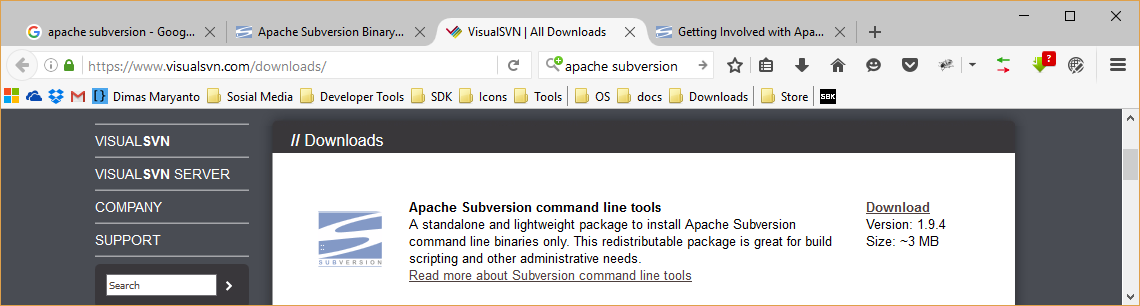 apache subversion - Goog...
Apache Subversion Binary...
VisualSVN | All Downloads
Getting Involved with Apa...
https://www.visualsvn.com/downloads/
apache subversion
?
Dimas Maryanto
Sosial Media
Developer Tools
SDK
Icons
Tools
OS
docs
Downloads
Store
SBK
VISUALSVN
VISUALSVN SERVER
COMPANY
SUPPORT
Search
// Downloads
SUBVERSION
Apache Subversion command line tools
A standalone and lightweight package to install Apache Subversion
command line binaries only. This redistributable package is great for build
scripting and other administrative needs.
Read more about Subversion command line tools
Download
Version: 1.9.4
Size: ~3 MB